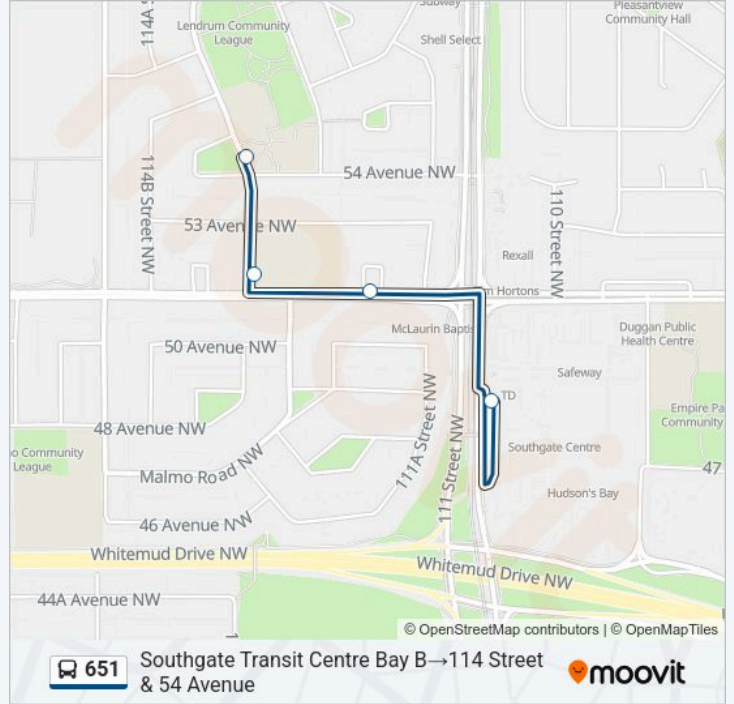 Subway
Pleasantview
Community Hall
114A S
Lendrum Community
League
Shell Select
54 Avenue NW
114B Street NW
53 Avenue NW
110 Street NW
Rexall
m Hortons
McLaurin Baptis
Duggan Public
Health Centre
50 Avenue NW
Safeway
TD
Empire Pa
Community
48 Avenue NW
111A Street NW
111 Street NW
Southgate Centre
o Community
League
Malmo Road NW
47
Hudson's Bay
46 Avenue NW
Whitemud Drive NW
Whitemud Drive NW
44A Avenue NW
1
© OpenStreetMap contributors | © OpenMapTiles
651
Southgate Transit Centre Bay B→114 Street
& 54 Avenue
moovit